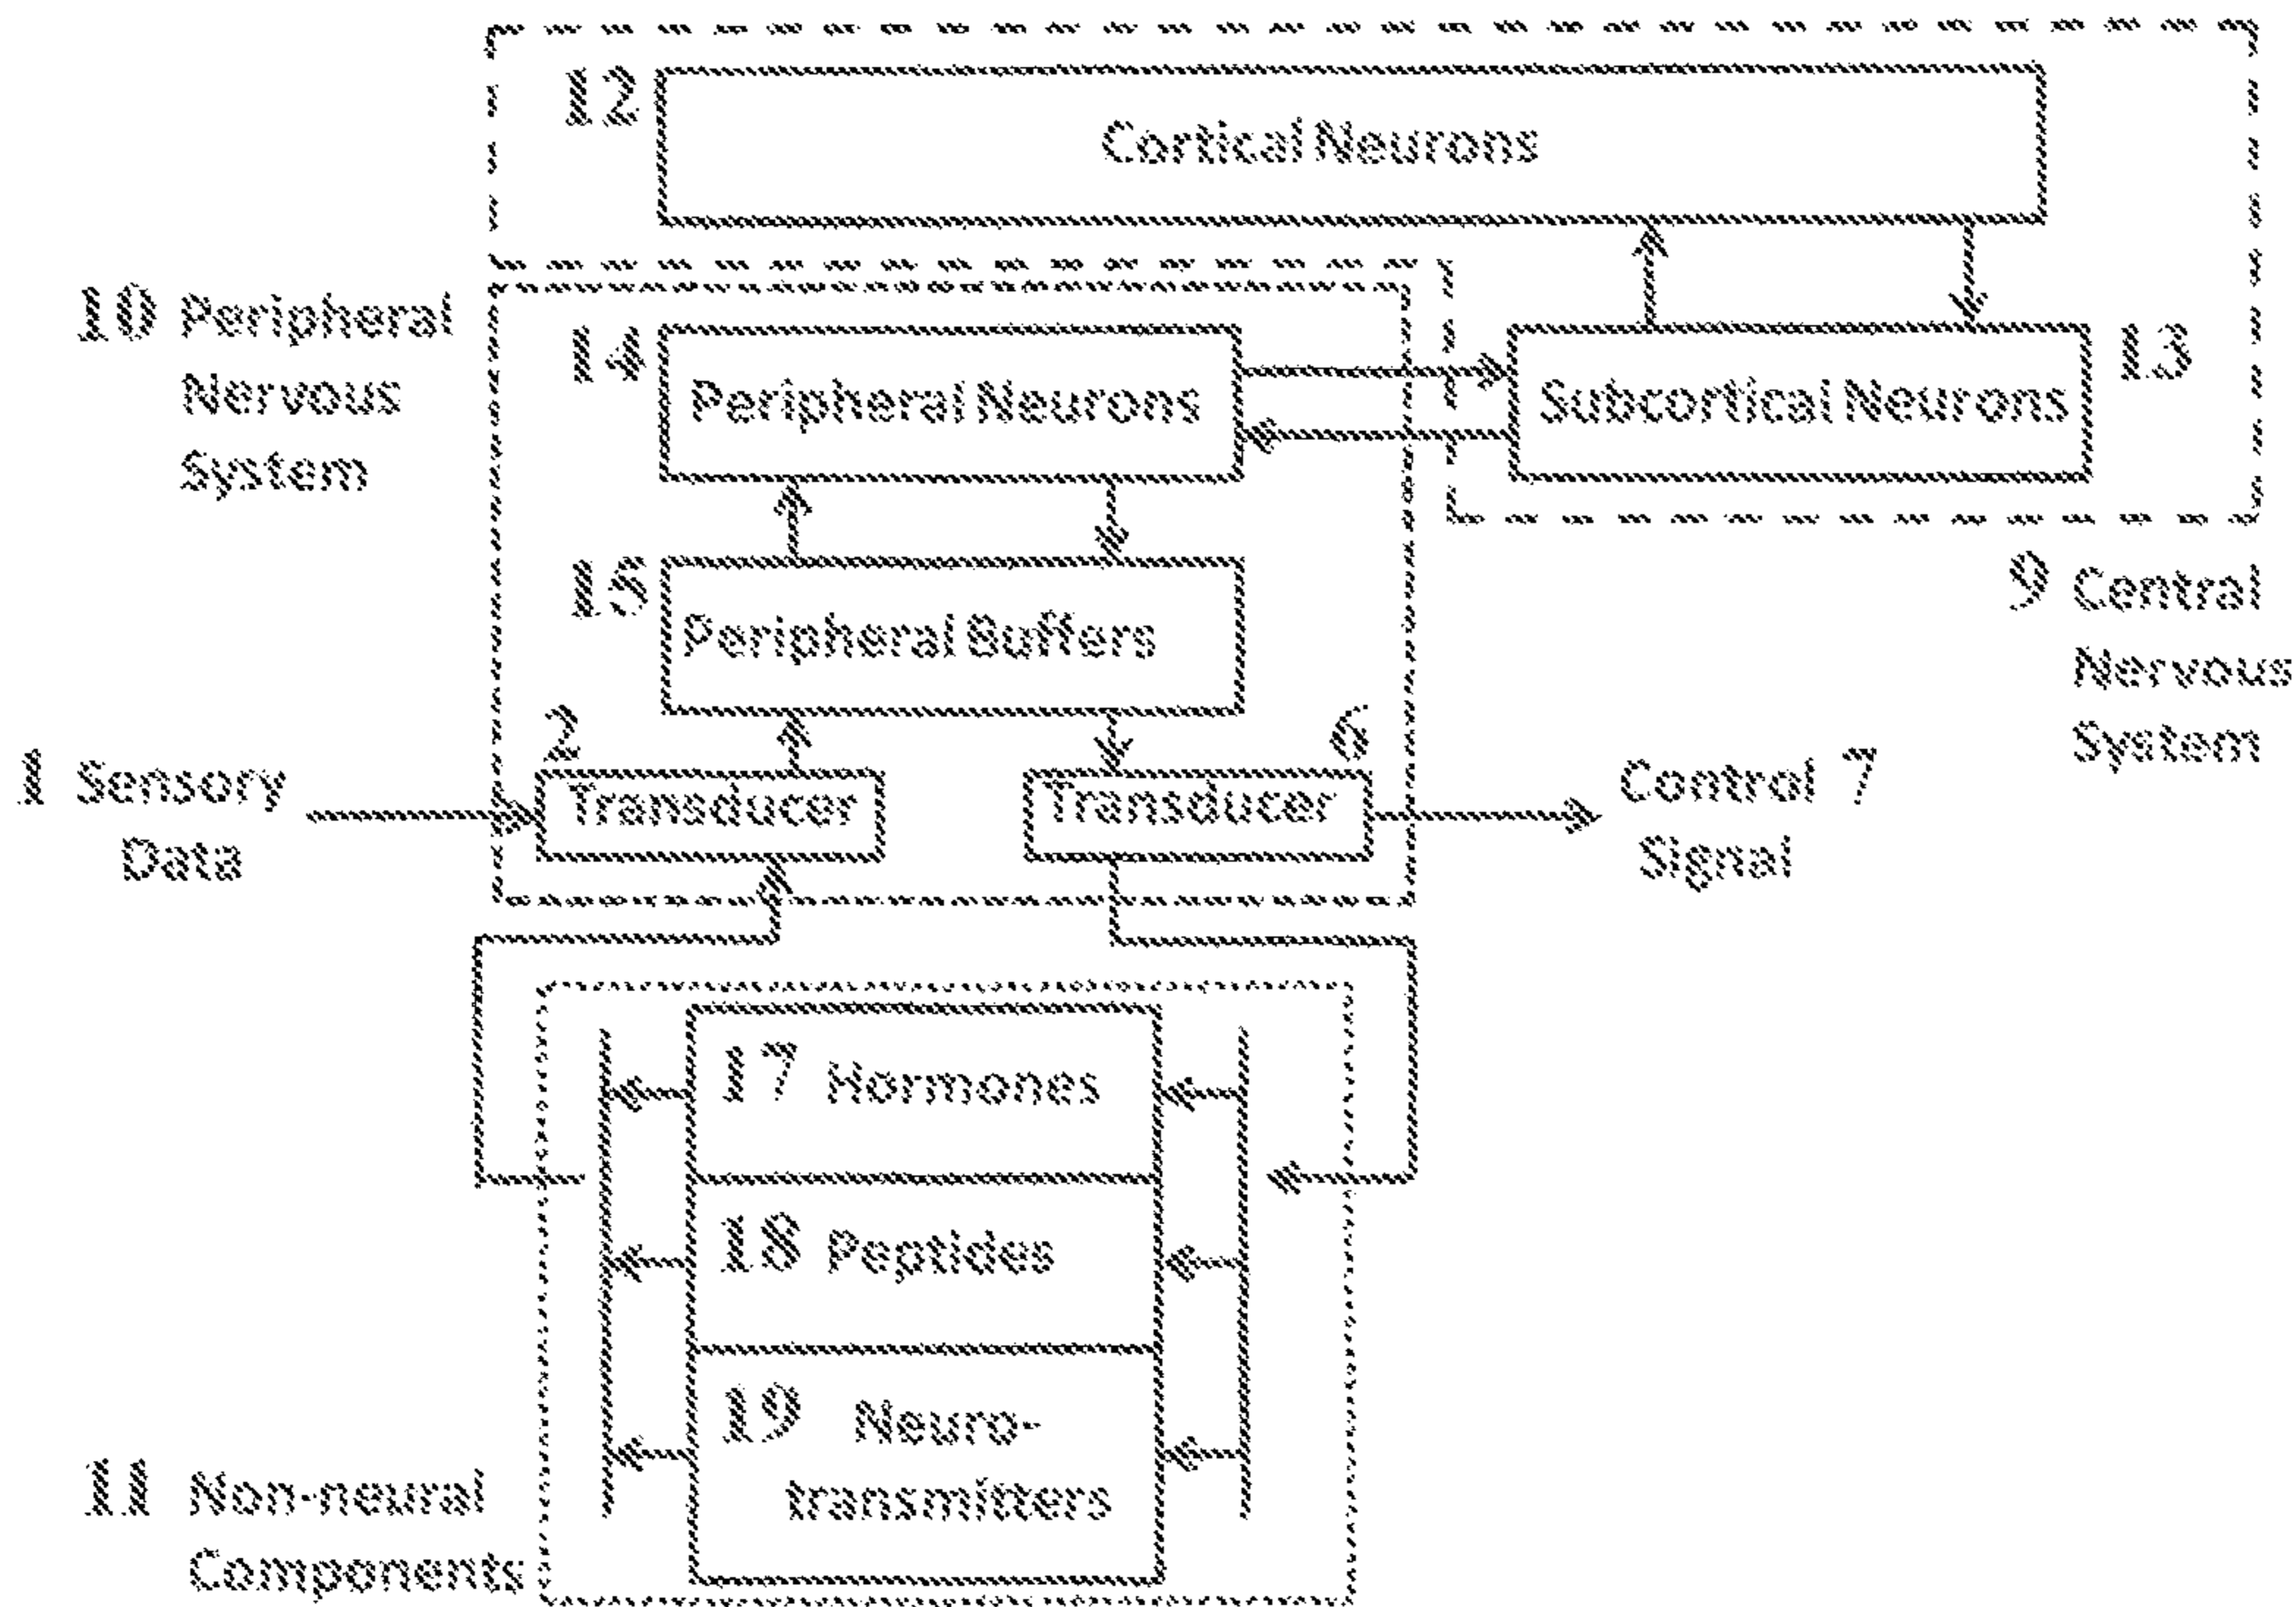 12
Cortical Neurons
10 Peripheral
Nervous
System
14
Peripheral Neurons
Subcortical Neurons
13
15
Peripheral Buffers
9 Central
Nervous
System
2
6
1 Sensory
Data
Transducer
Transducer
Control 7
Signal
17 Hormones
18 Peptides
19 Neuro-
transmitters
11 Non-neural
Components